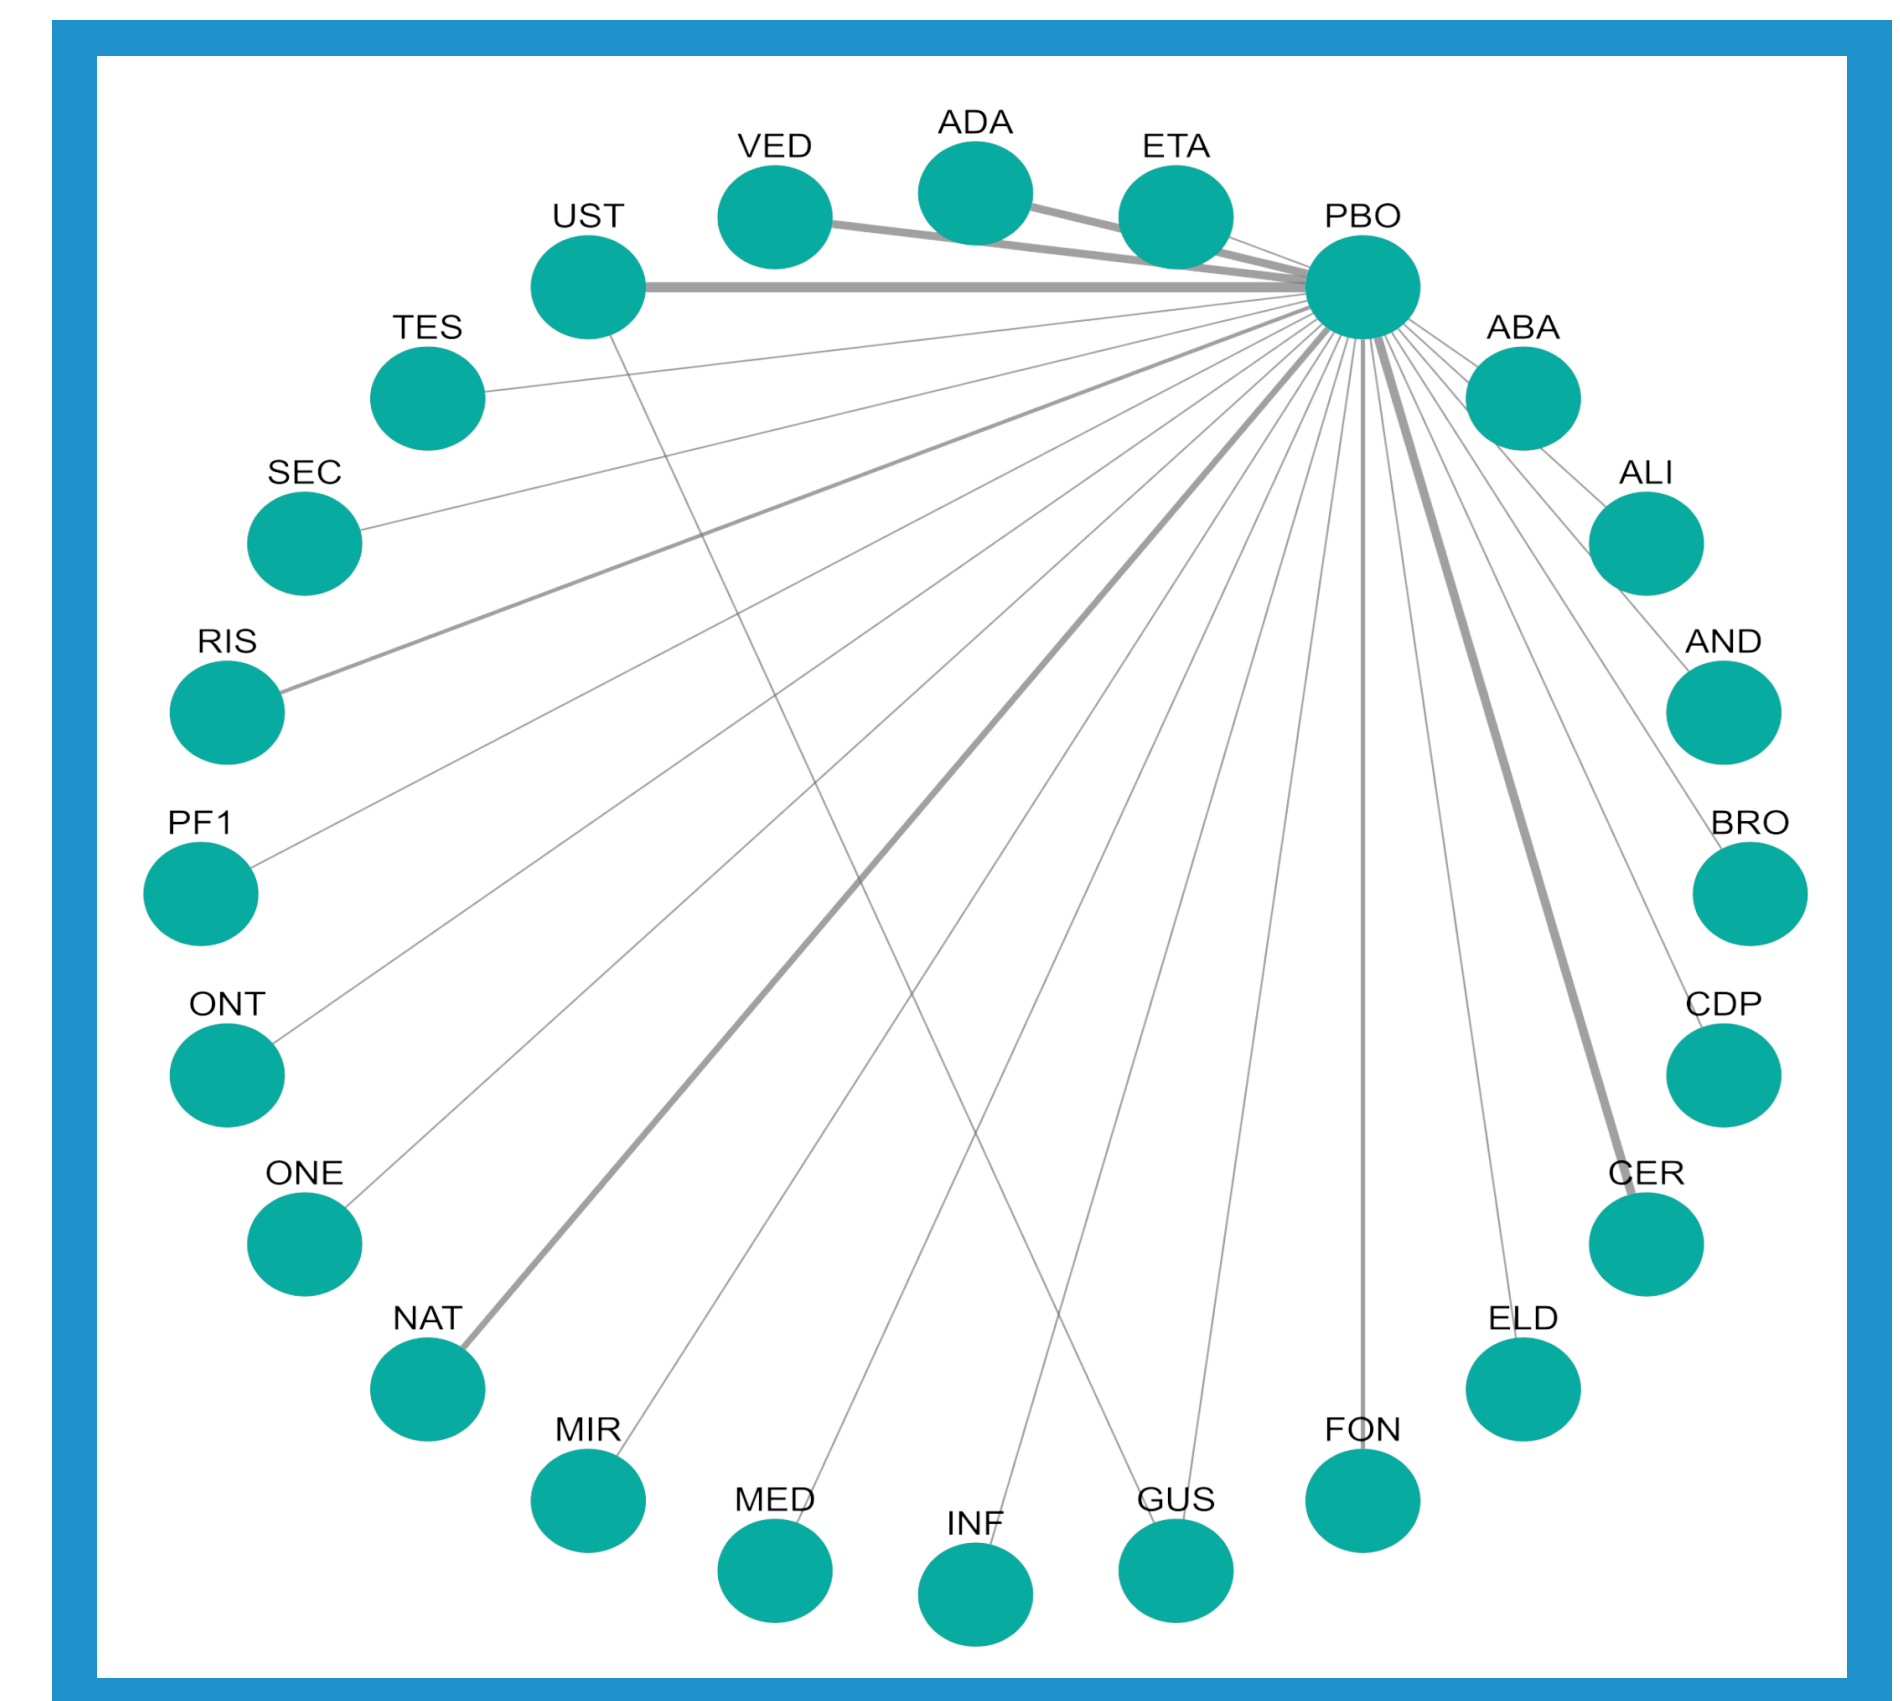 ADA
VED
ETA
UST
PBO
TES
ABA
SEC
ALI
RIS
AND
PF1
BRO
ONT
CDP
ONE
CER
NAT
ELD
MIR
FON
MED
GUS
INF